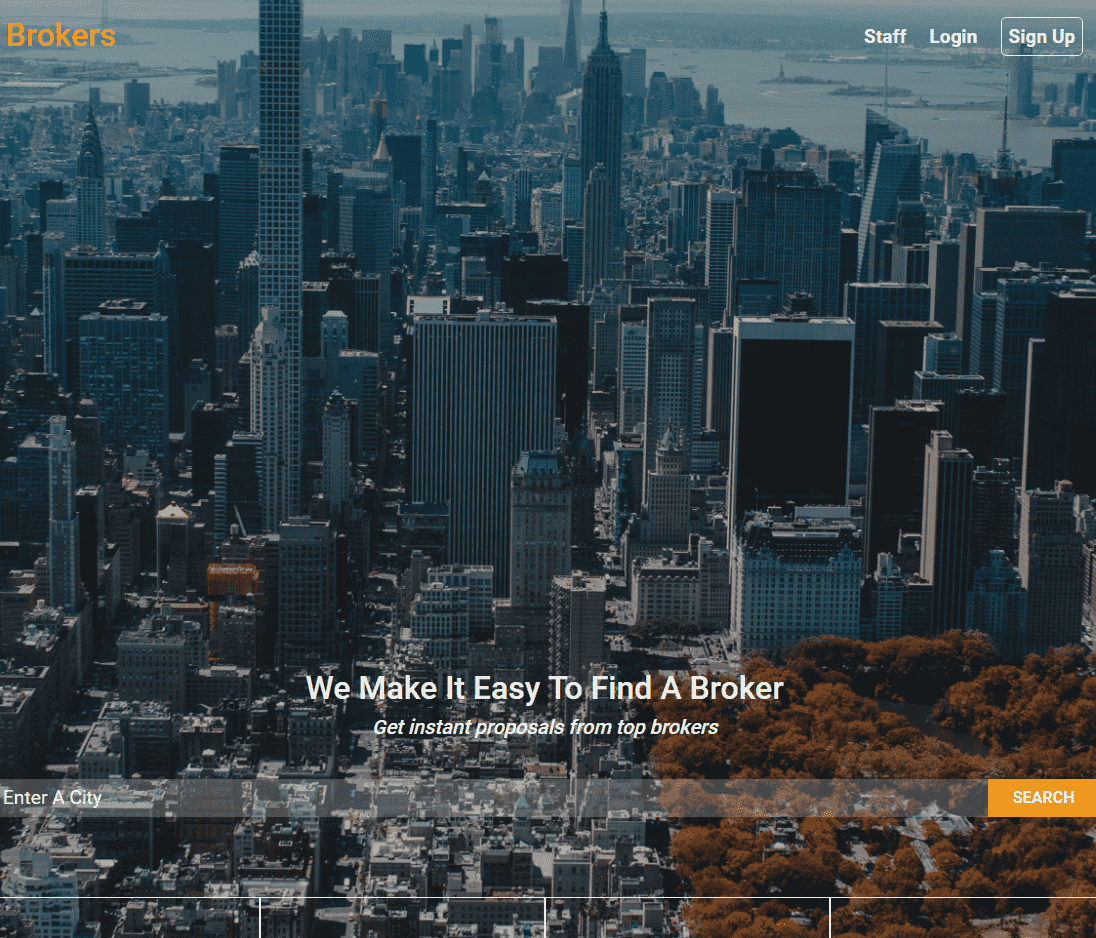 Brokers
Staff
Login
Sign Up
We Make It Easy To Find A Broker
Get instant proposals from top brokers
Enter A City
SEARCH